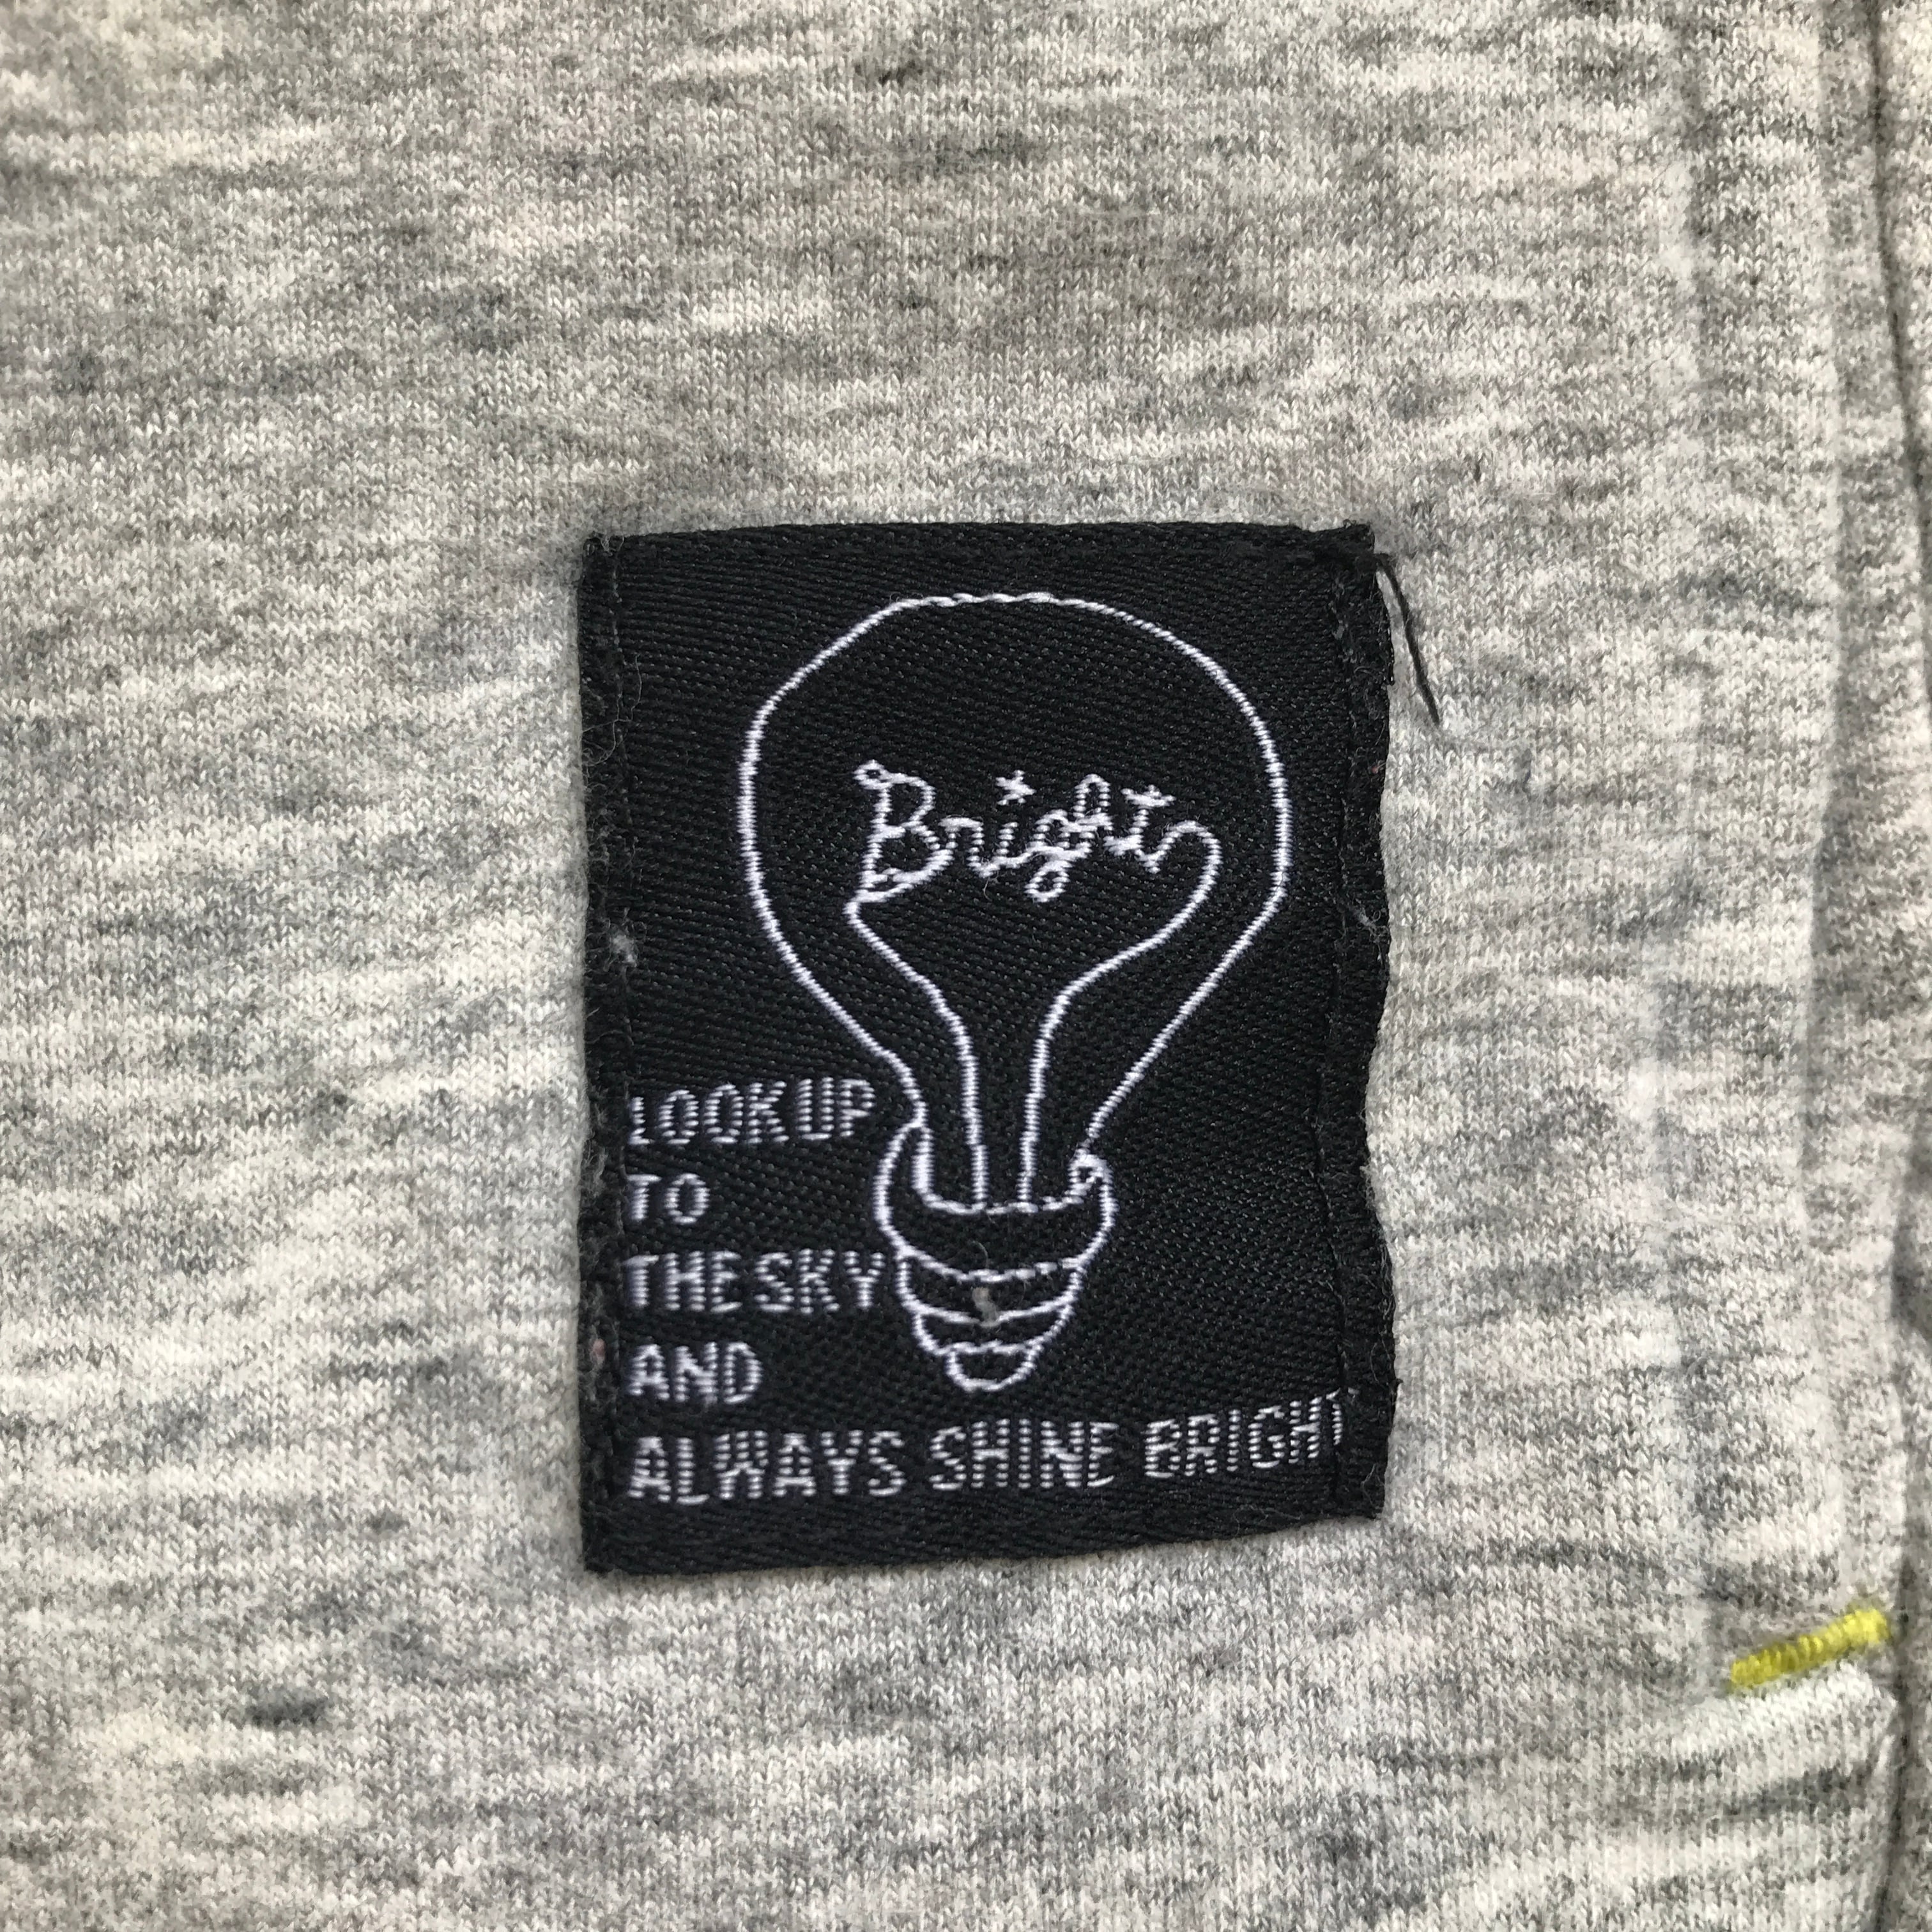 Bright
LOOK UP
TO
THE SKY
AND
ALWAYS SHINE BRIGHT